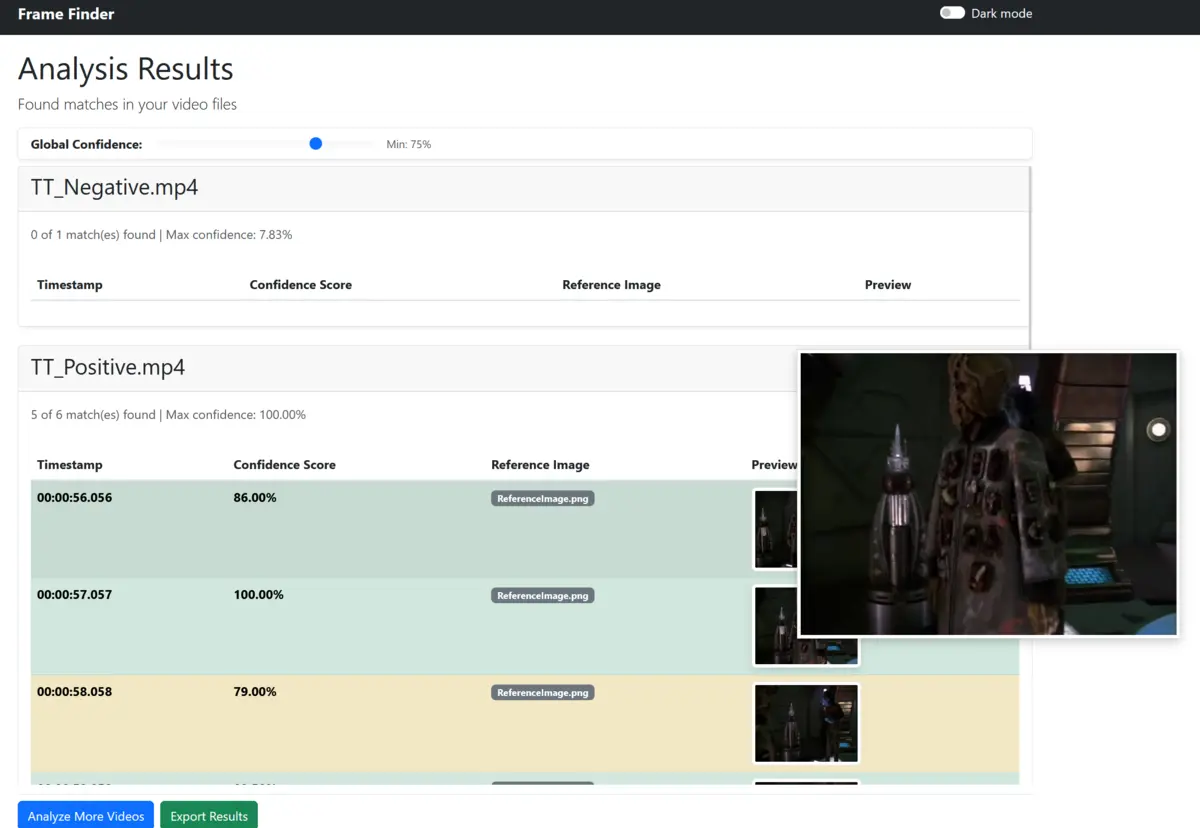 Frame Finder
Dark mode
Analysis Results
Found matches in your video files
Global Confidence:
Min: 75%
TT_Negative.mp4
0 of 1 match(es) found | Max confidence: 7.83%
Timestamp Confidence Score Reference Image Preview
TT_Positive.mp4
5 of 6 match(es) found | Max confidence: 100.00%
Timestamp Confidence Score Reference Image Preview
00:00:56.056 86.00% ReferenceImage.png
00:00:57.057 100.00% ReferenceImage.png
00:00:58.058 79.00% ReferenceImage.png
Analyze More Videos Export Results